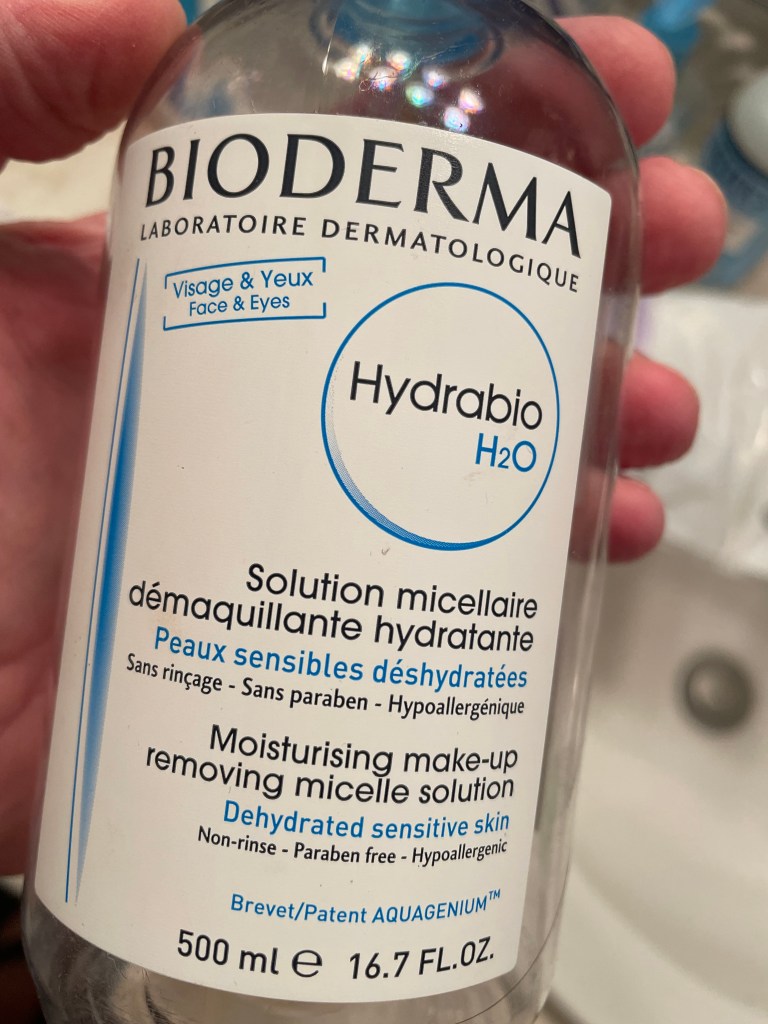 BIODERMA
LABORATOIRE DERMATOLOGIQUE
Visage & Yeux
Face & Eyes
Hydrabio
H2O
Solution micellaire
démaquillante hydratante
Peaux sensibles déshydratées
Sans rinçage - Sans paraben - Hypoallergénique
Moisturising make-up
removing micelle solution
Dehydrated sensitive skin
Non-rinse - Paraben free - Hypoallergenic
Brevet/Patent AQUAGENIUM™
500 ml ℮ 16.7 FL.OZ.